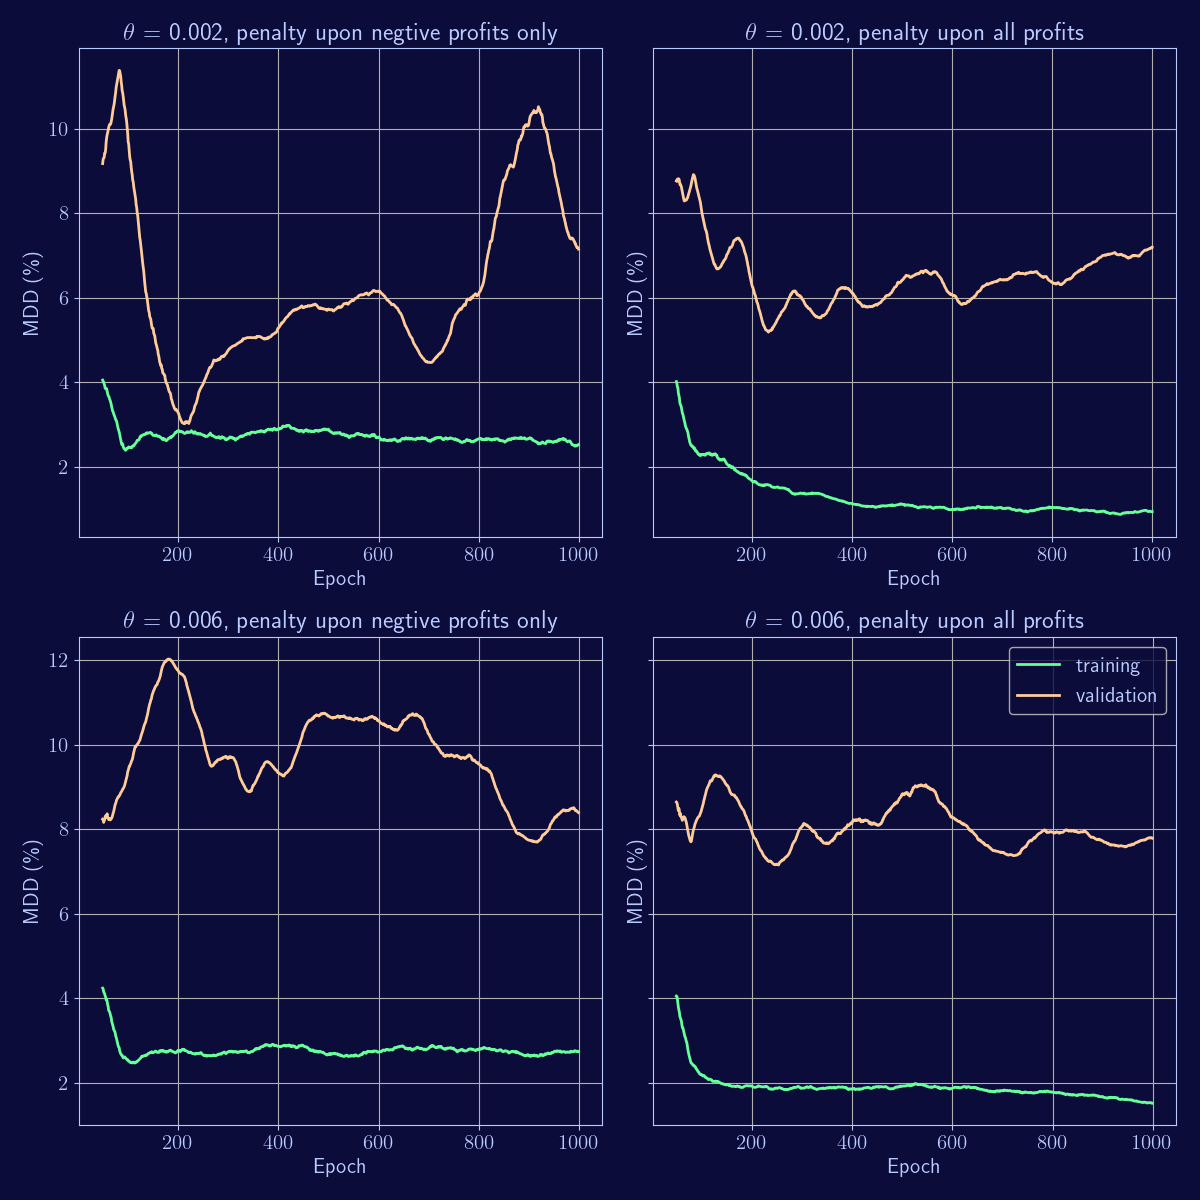 θ = 0.002, penalty upon negtive profits only
MDD (%)
10
8
6
4
2
200 400 600 800 1000
Epoch
θ = 0.002, penalty upon all profits
MDD (%)
200 400 600 800 1000
Epoch
θ = 0.006, penalty upon negtive profits only
MDD (%)
12
10
8
6
4
2
200 400 600 800 1000
Epoch
θ = 0.006, penalty upon all profits
training
validation
MDD (%)
200 400 600 800 1000
Epoch